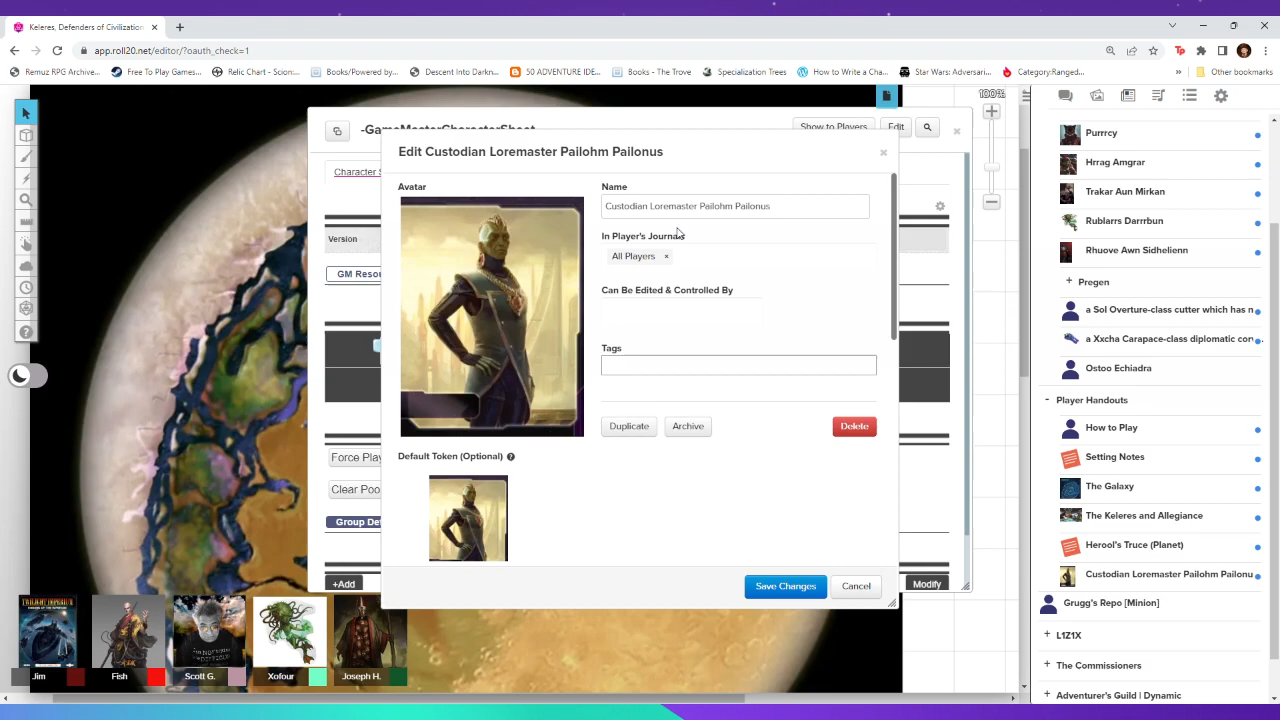 Keleres, Defenders of Civilization
app.roll20.net/editor/?oauth_check=1
Remuz RPG Archive...
Free To Play Games...
Relic Chart - Scion:...
Books/Powered by...
Descent Into Darkn...
50 ADVENTURE IDE...
Books - The Trove
Specialization Trees
How to Write a Cha...
Star Wars: Adversari...
Category:Ranged...
»
Other bookmarks
100%
-GameMasterCharacterSheet
Show to Players
Edit
Character S
Version
GM Resou
Force Play
Clear Poo
Group De
+Add
Modify
Edit Custodian Loremaster Pailohm Pailonus
Avatar
Name
Custodian Loremaster Pailohm Pailonus
In Player's Journals
All Players ×
Can Be Edited & Controlled By
Tags
Duplicate
Archive
Delete
Default Token (Optional)
Save Changes
Cancel
Purrrcy
Hrrag Amgrar
Trakar Aun Mirkan
Rublarrs Darrrbun
Rhuove Awn Sidhelienn
+ Pregen
a Sol Overture-class cutter which has n
a Xxcha Carapace-class diplomatic cor
Ostoo Echiadra
- Player Handouts
How to Play
Setting Notes
The Galaxy
The Keleres and Allegiance
Herool's Truce (Planet)
Custodian Loremaster Pailohm Pailonu
Grugg's Repo [Minion]
+ L1Z1X
+ The Commissioners
+ Adventurer's Guild | Dynamic
Jim
Fish
Scott G.
Xofour
Joseph H.